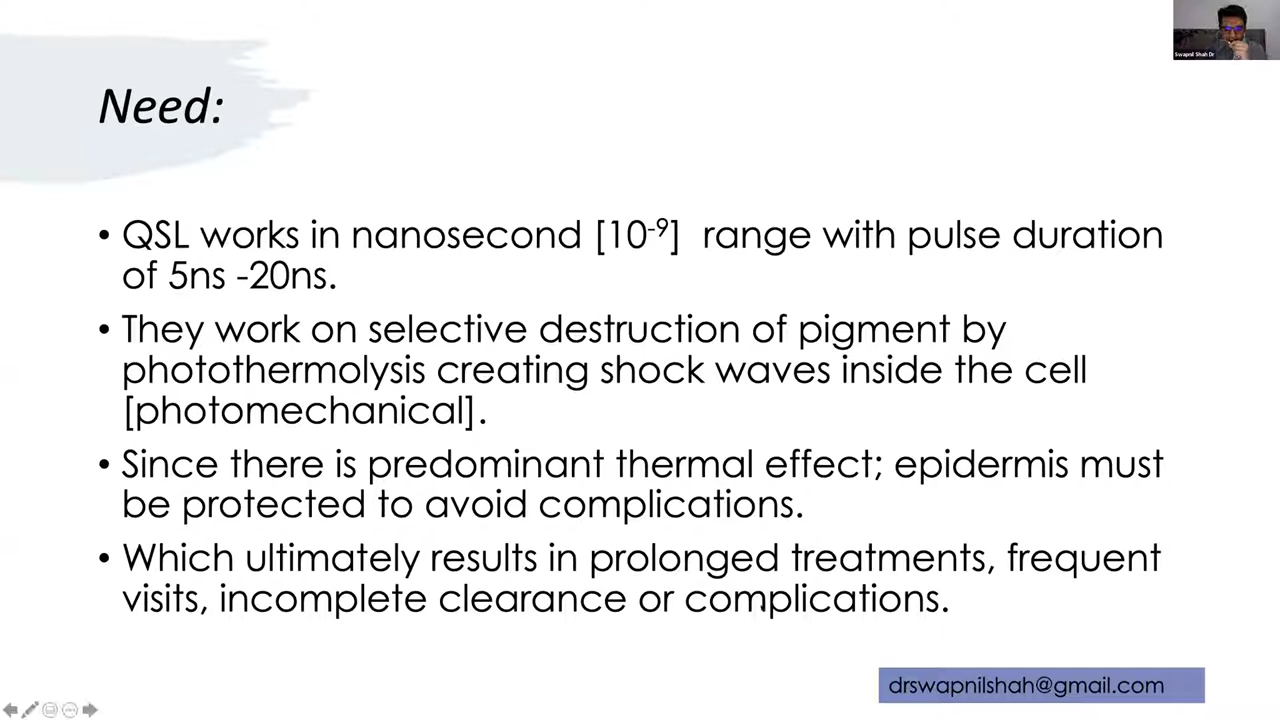 Swapnil Shah Dr
Need:
• QSL works in nanosecond [10⁻⁹] range with pulse duration
of 5ns -20ns.
• They work on selective destruction of pigment by
photothermolysis creating shock waves inside the cell
[photomechanical].
• Since there is predominant thermal effect; epidermis must
be protected to avoid complications.
• Which ultimately results in prolonged treatments, frequent
visits, incomplete clearance or complications.
drswapnilshah@gmail.com